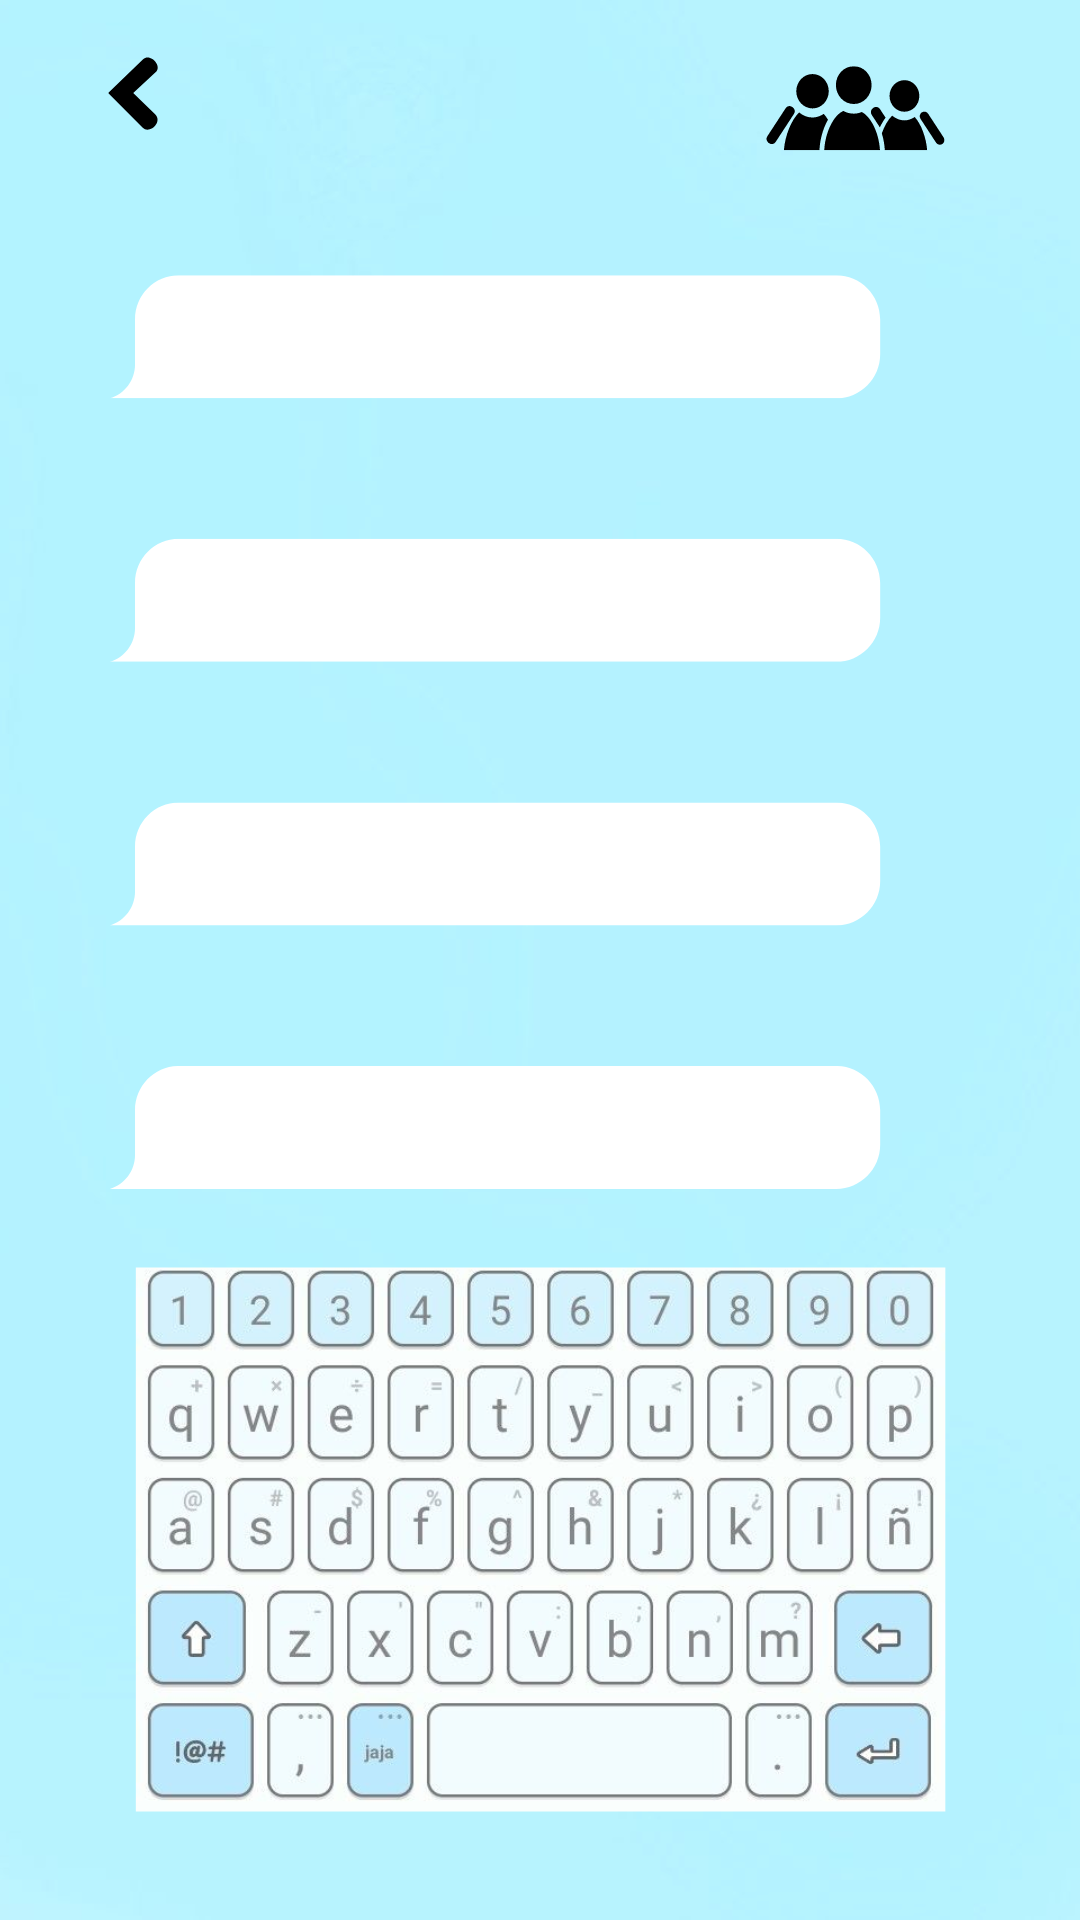 1 2 3 4 5 6 7 8 9 0
+ × ÷ = / _ < > ( )
q w e r t y u i o p
@ # $ % ^ & * ¿ ¡ !
a s d f g h j k l ñ
- ' " : ; , ?
z x c v b n m
... ... ...
!@# , jaja .